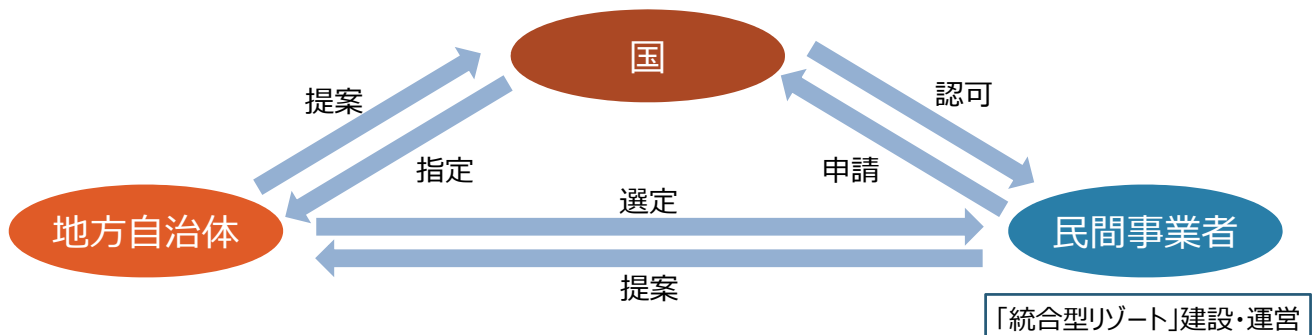 国
提案
認可
指定
申請
地方自治体
選定
民間事業者
提案
「統合型リゾート」建設・運営